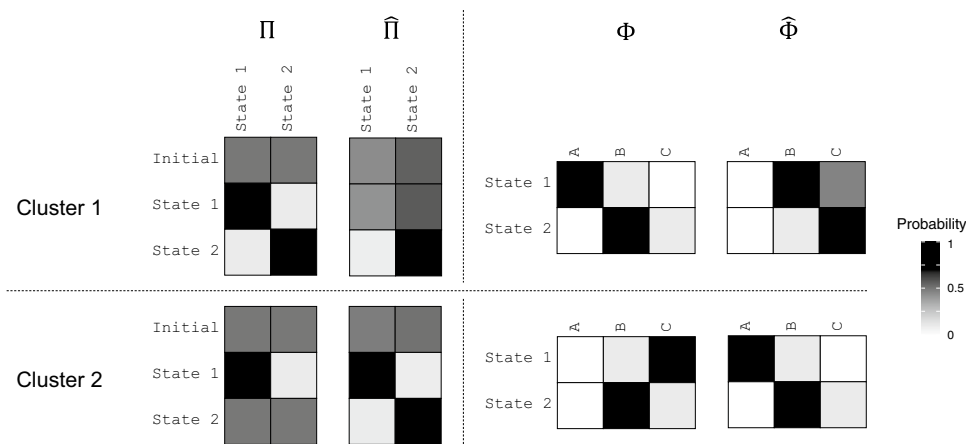 Π Π̂ Φ Φ̂
State 1 State 2 State 1 State 2
A B C A B C
Initial
State 1
State 2
State 1
State 2
Cluster 1
Probability
1
0.5
0
A B C A B C
Initial
State 1
State 2
State 1
State 2
Cluster 2